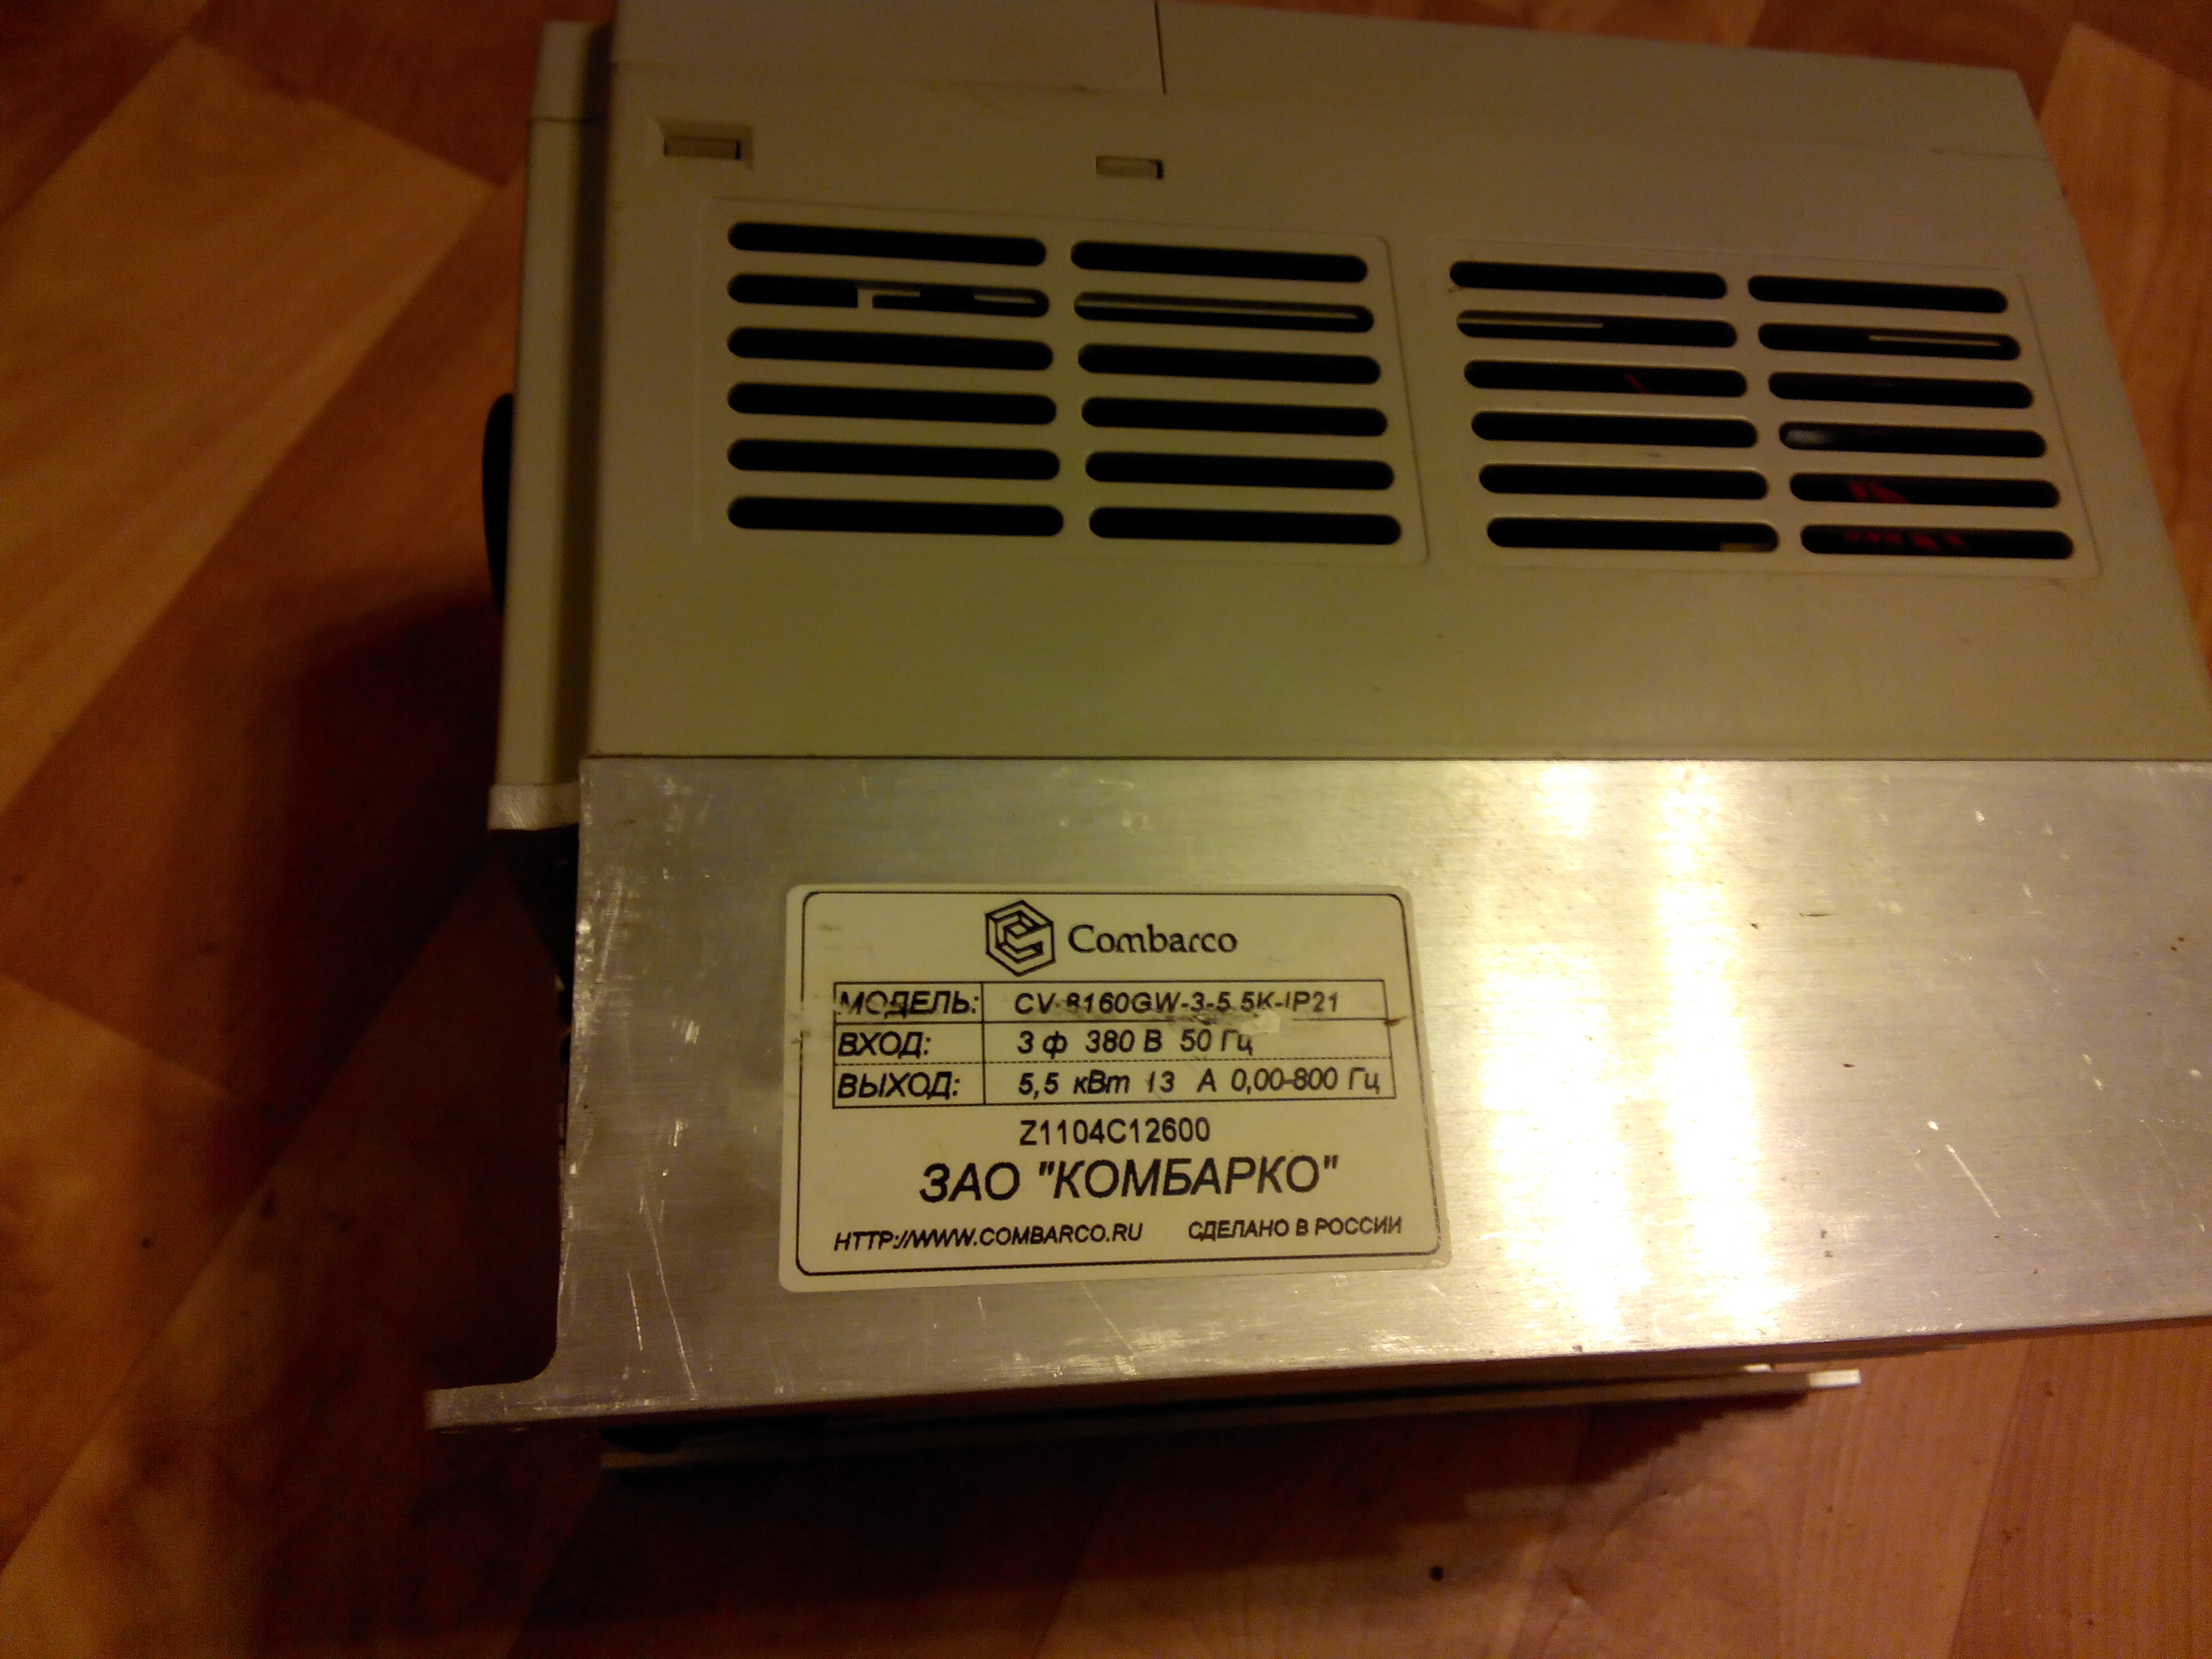 Combarco
МОДЕЛЬ: CV-8160GW-3-5.5K-IP21
ВХОД: 3 ф 380 В 50 Гц
ВЫХОД: 5,5 кВт 13 А 0,00-800 Гц
Z1104C12600
ЗАО "КОМБАРКО"
HTTP://WWW.COMBARCO.RU СДЕЛАНО В РОССИИ